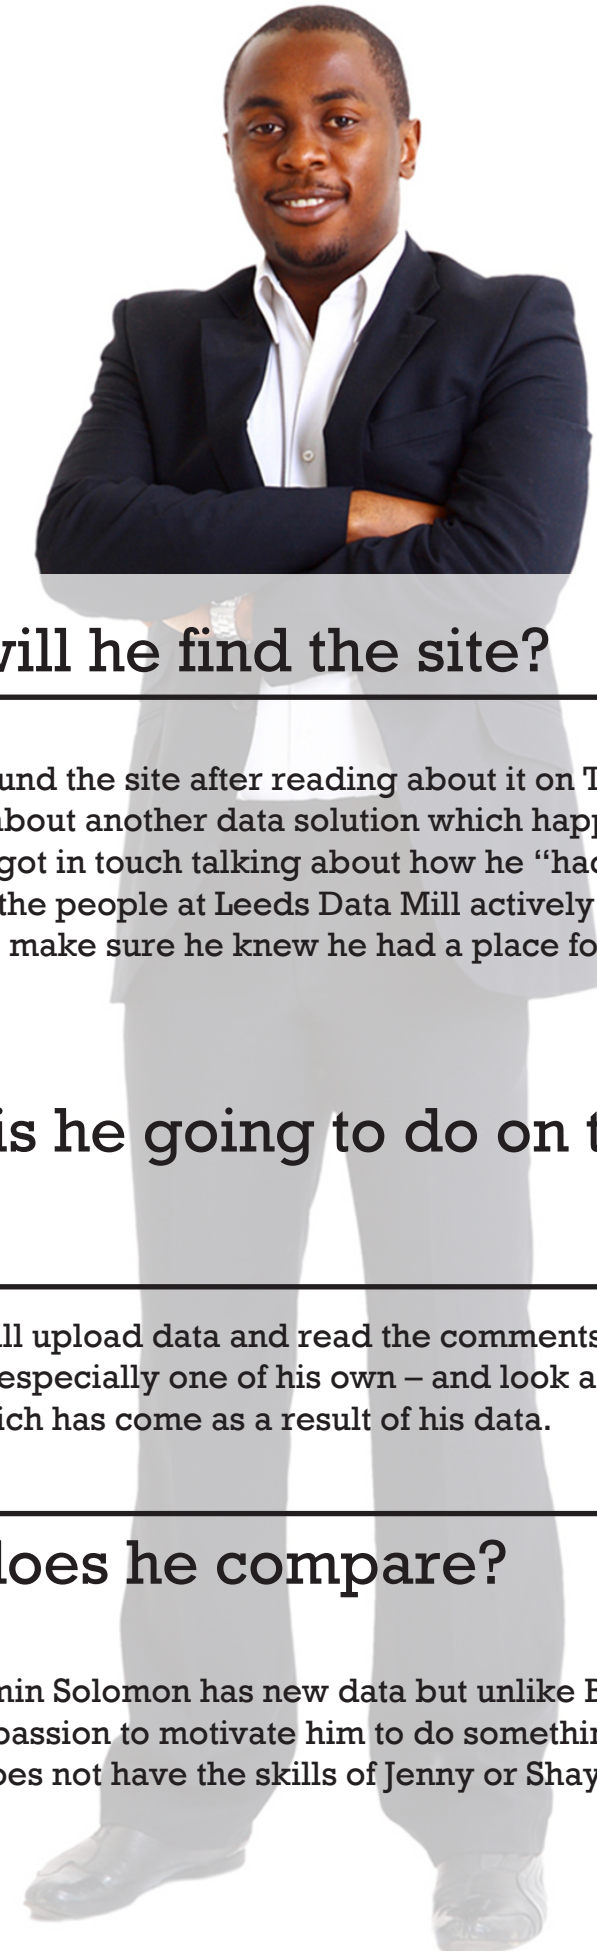 will he find the site?
und the site after reading about it on T
about another data solution which happ
got in touch talking about how he “had
the people at Leeds Data Mill actively
make sure he knew he had a place fo
is he going to do on t
ll upload data and read the comments
especially one of his own – and look a
ich has come as a result of his data.
does he compare?
min Solomon has new data but unlike B
passion to motivate him to do somethin
oes not have the skills of Jenny or Shay